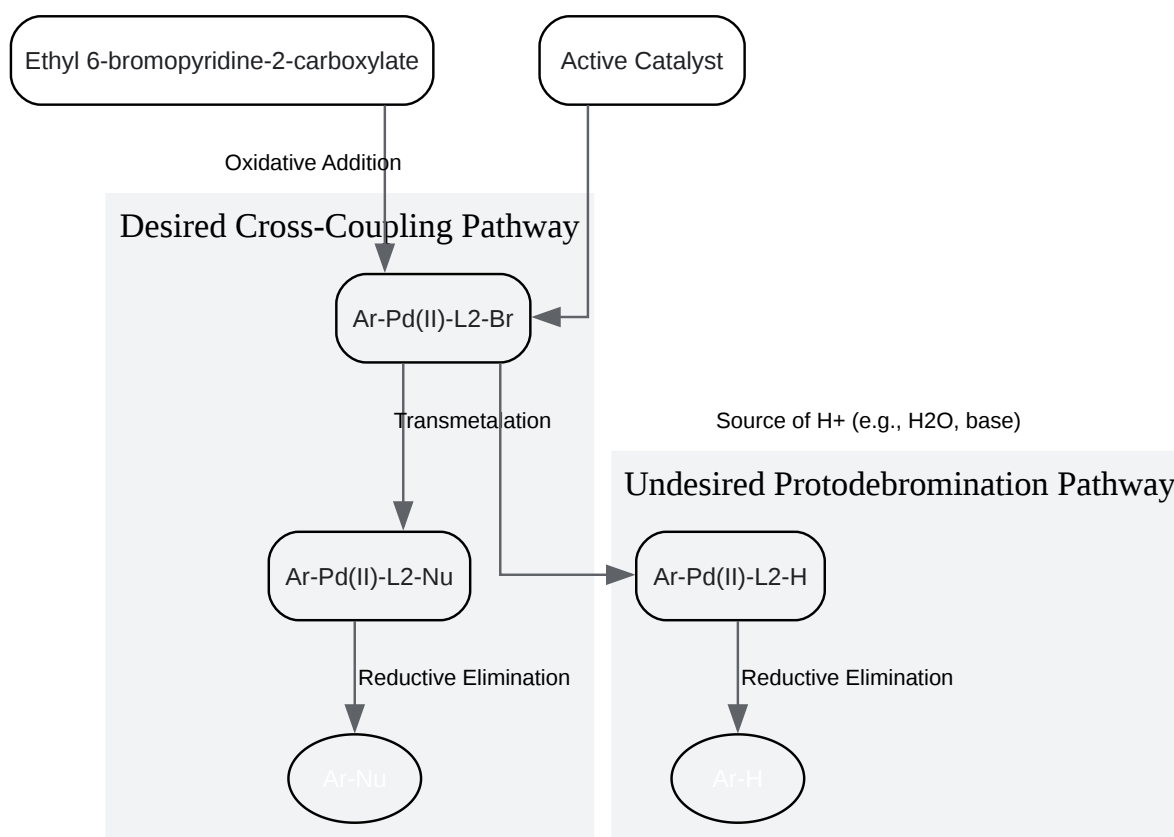 Ethyl 6-bromopyridine-2-carboxylate
Active Catalyst
Oxidative Addition
Desired Cross-Coupling Pathway
Ar-Pd(II)-L2-Br
Transmetalation
Source of H+ (e.g., H2O, base)
Undesired Protodebromination Pathway
Ar-Pd(II)-L2-Nu
Ar-Pd(II)-L2-H
Reductive Elimination
Reductive Elimination
Ar-Nu
Ar-H